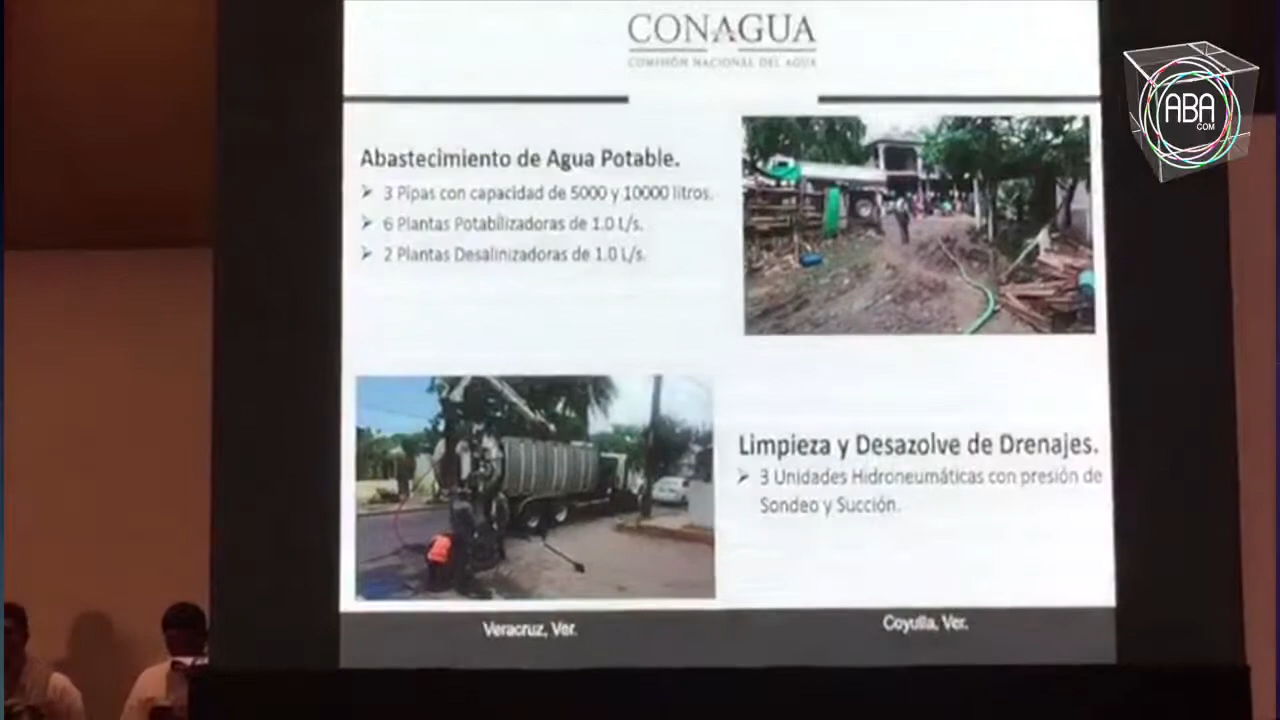 CONAGUA
COMISIÓN NACIONAL DEL AGUA
ABA
COM
Abastecimiento de Agua Potable.
➢ 3 Pipas con capacidad de 5000 y 10000 litros.
➢ 6 Plantas Potabilizadoras de 1.0 L/s.
➢ 2 Plantas Desalinizadoras de 1.0 L/s.
Limpieza y Desazolve de Drenajes.
➢ 3 Unidades Hidroneumáticas con presión de
Sondeo y Succión.
Veracruz, Ver.
Coyulla, Ver.